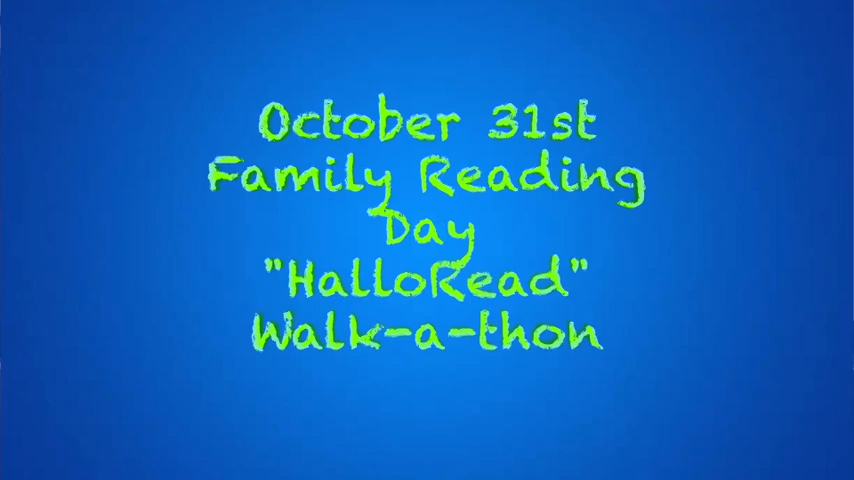 October 31st
Family Reading
Day
"HalloRead"
Walk-a-thon